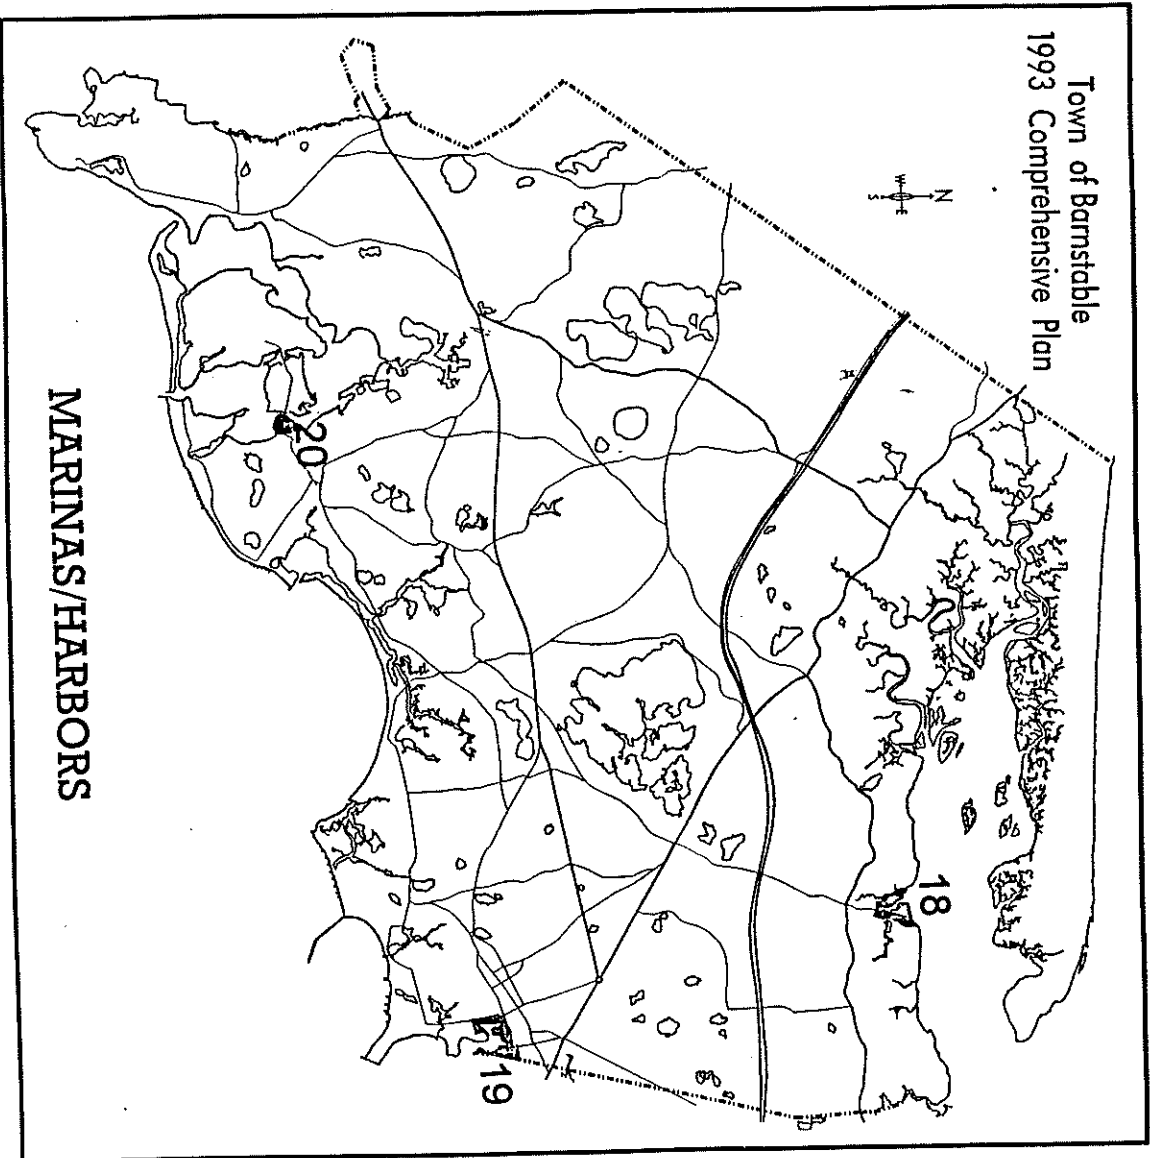 Town of Barnstable
1993 Comprehensive Plan
N
W E
S
18
19
20
MARINAS/HARBORS